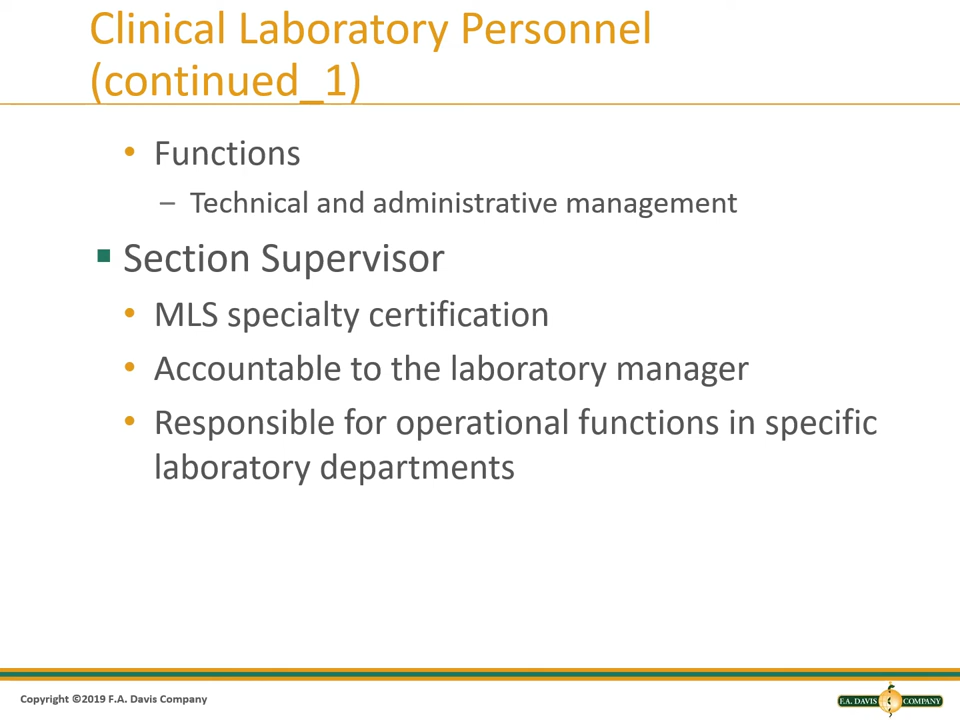 Clinical Laboratory Personnel
(continued_1)
• Functions
– Technical and administrative management
▪ Section Supervisor
• MLS specialty certification
• Accountable to the laboratory manager
• Responsible for operational functions in specific
laboratory departments
Copyright ©2019 F.A. Davis Company
F.A. DAVIS COMPANY